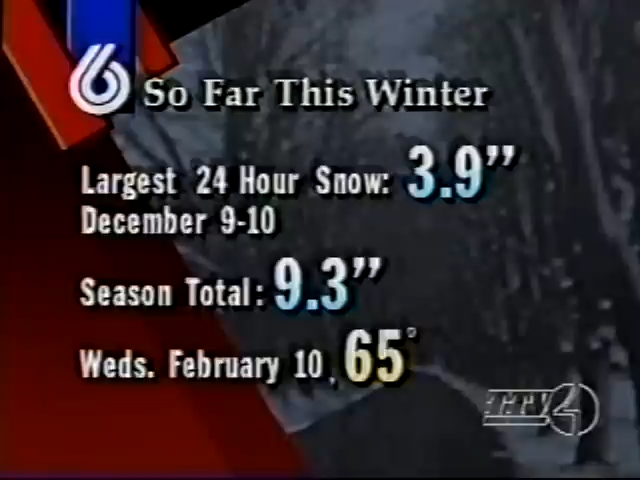 6 So Far This Winter
Largest 24 Hour Snow: 3.9”
December 9-10
Season Total: 9.3”
Weds. February 10, 65°
4